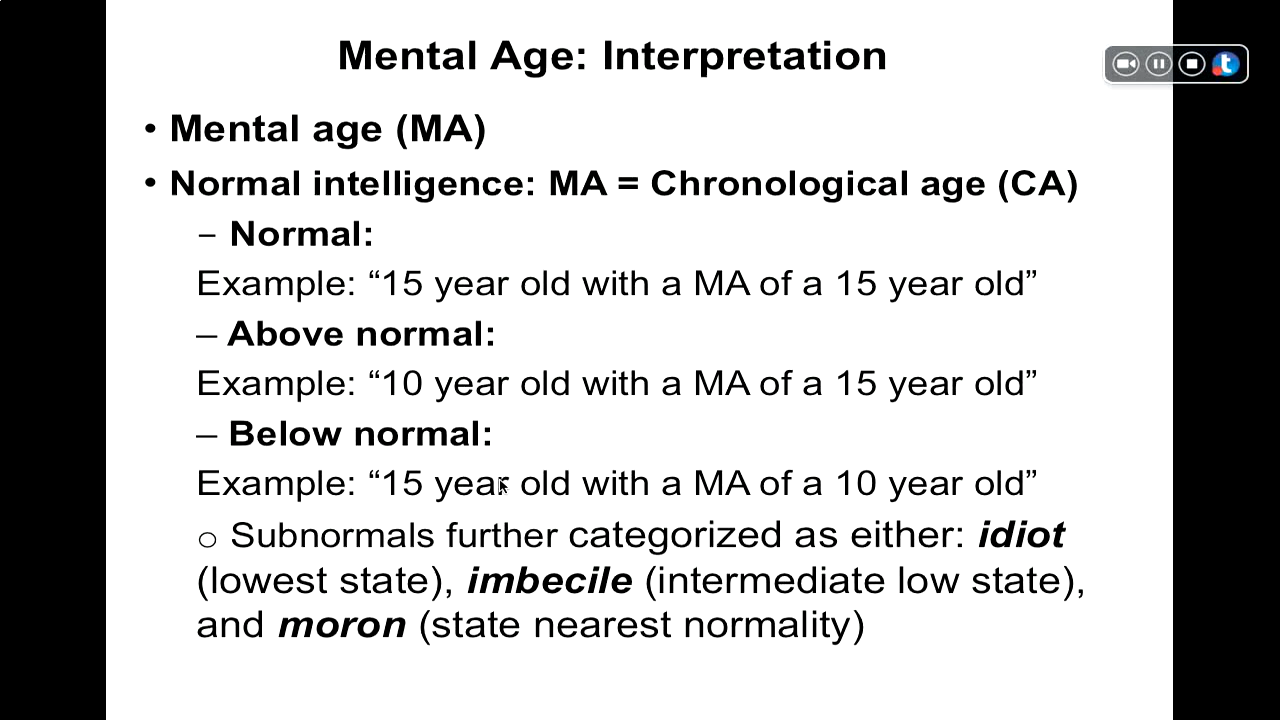 Mental Age: Interpretation
• Mental age (MA)
• Normal intelligence: MA = Chronological age (CA)
– Normal:
Example: “15 year old with a MA of a 15 year old”
– Above normal:
Example: “10 year old with a MA of a 15 year old”
– Below normal:
Example: “15 year old with a MA of a 10 year old”
o Subnormals further categorized as either: idiot
(lowest state), imbecile (intermediate low state),
and moron (state nearest normality)
t